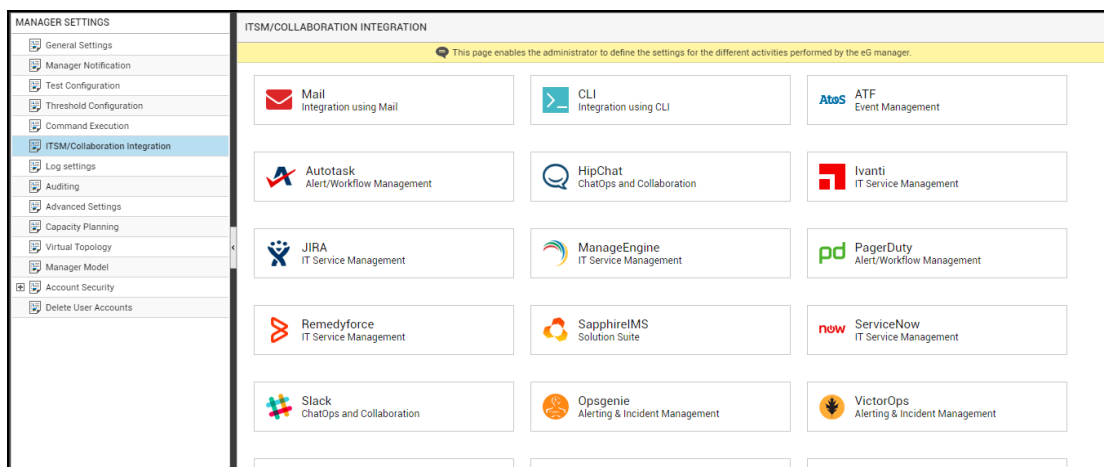 MANAGER SETTINGS
General Settings
Manager Notification
Test Configuration
Threshold Configuration
Command Execution
ITSM/Collaboration Integration
Log settings
Auditing
Advanced Settings
Capacity Planning
Virtual Topology
Manager Model
Account Security
Delete User Accounts
ITSM/COLLABORATION INTEGRATION
This page enables the administrator to define the settings for the different activities performed by the eG manager.
Mail
Integration using Mail
CLI
Integration using CLI
Atos
ATF
Event Management
Autotask
Alert/Workflow Management
HipChat
ChatOps and Collaboration
Ivanti
IT Service Management
JIRA
IT Service Management
ManageEngine
IT Service Management
pd
PagerDuty
Alert/Workflow Management
Remedyforce
IT Service Management
SapphireIMS
Solution Suite
now
ServiceNow
IT Service Management
Slack
ChatOps and Collaboration
Opsgenie
Alerting & Incident Management
VictorOps
Alerting & Incident Management